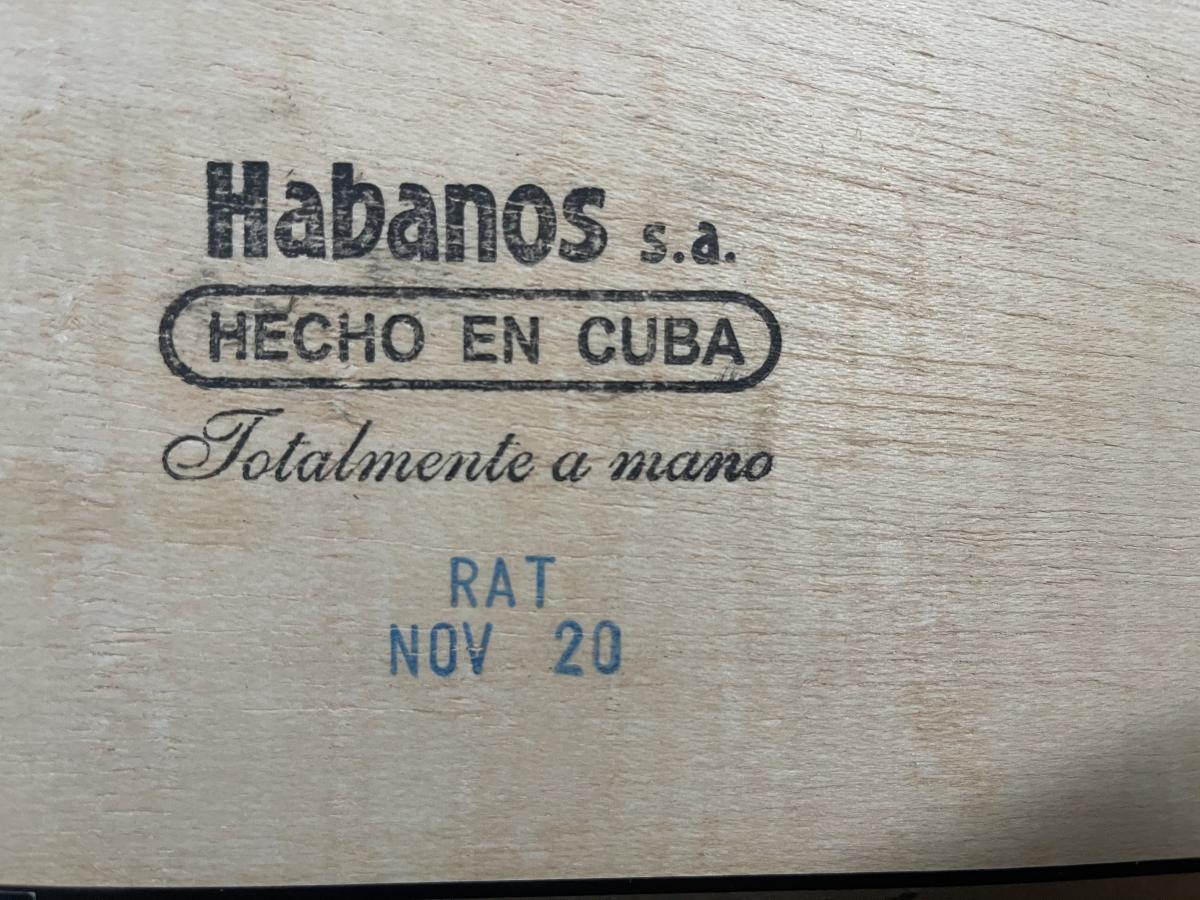 Habanos s.a.
HECHO EN CUBA
Totalmente a mano
RAT
NOV 20